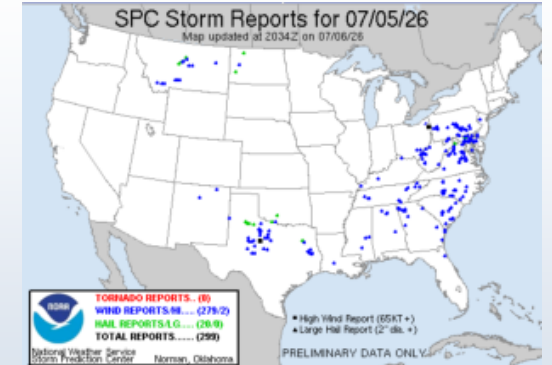 SPC Storm Reports for 07/05/26
Map updated at 2034Z on 07/06/26
TORNADO REPORTS.. (0)
WIND REPORTS/HI.... (279/2)
HAIL REPORTS/LG.... (20/0)
TOTAL REPORTS....... (299)
NOAA
National Weather Service
Storm Prediction Center Norman, Oklahoma
High Wind Report (65KT+)
Large Hail Report (2" dia. +)
PRELIMINARY DATA ONLY